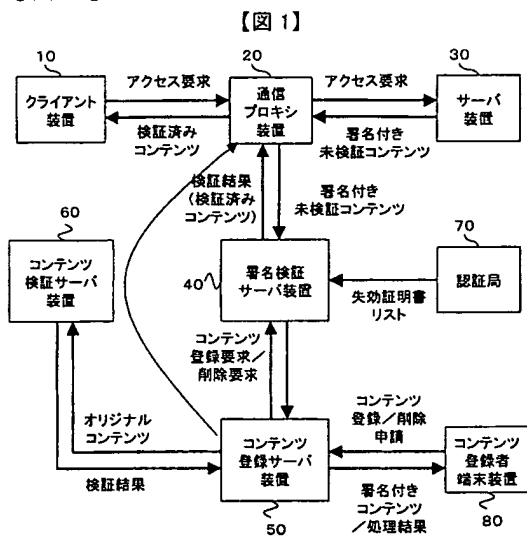 【図1】
10
クライアント
装置
アクセス要求
検証済み
コンテンツ
20
通信
プロキシ
装置
アクセス要求
署名付き
未検証コンテンツ
30
サーバ
装置
検証結果
(検証済み
コンテンツ)
署名付き
未検証コンテンツ
60
コンテンツ
検証サーバ
装置
40
署名検証
サーバ装置
70
認証局
失効証明書
リスト
コンテンツ
登録要求/
削除要求
オリジナル
コンテンツ
検証結果
コンテンツ
登録サーバ
装置
50
コンテンツ
登録/削除
申請
署名付き
コンテンツ
/処理結果
コンテンツ
登録者
端末装置
80